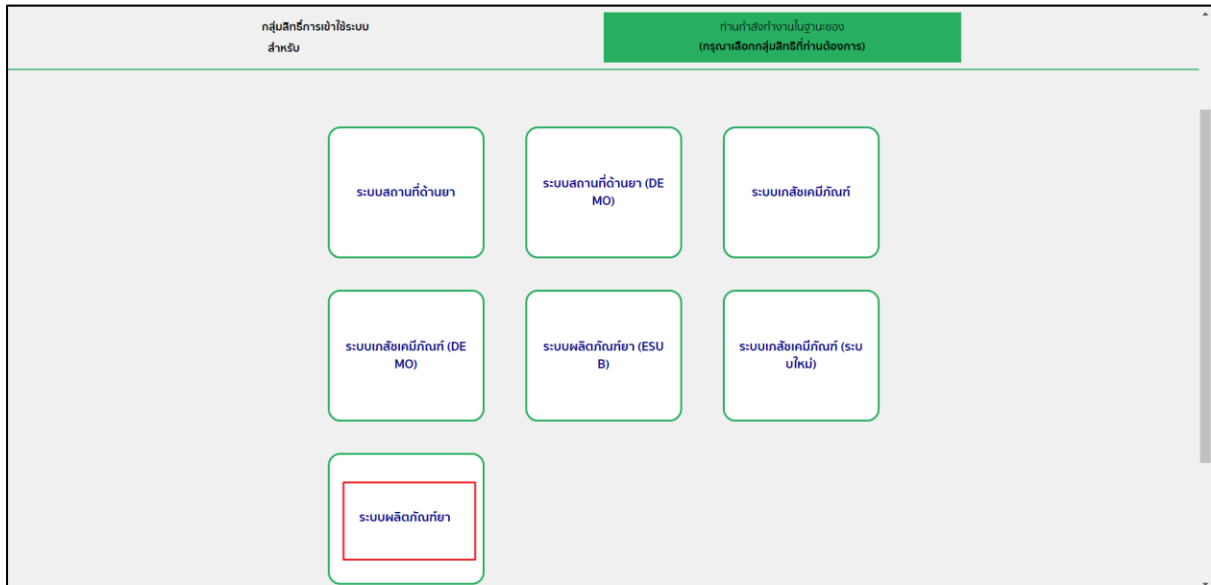 กลุ่มสิทธิ์การเข้าใช้ระบบ
สำหรับ
ท่านกำลังทำงานในฐานะของ
(กรุณาเลือกกลุ่มสิทธิที่ท่านต้องการ)
ระบบสถานที่ด้านยา
ระบบสถานที่ด้านยา (DE
MO)
ระบบเภสัชเคมีภัณฑ์
ระบบเภสัชเคมีภัณฑ์ (DE
MO)
ระบบผลิตภัณฑ์ยา (ESU
B)
ระบบเภสัชเคมีภัณฑ์ (ระบ
บใหม่)
ระบบผลิตภัณฑ์ยา